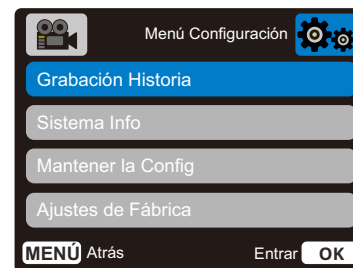 Menú Configuración
Grabación Historia
Sistema Info
Mantener la Config
Ajustes de Fábrica
MENÚ Atrás Entrar OK